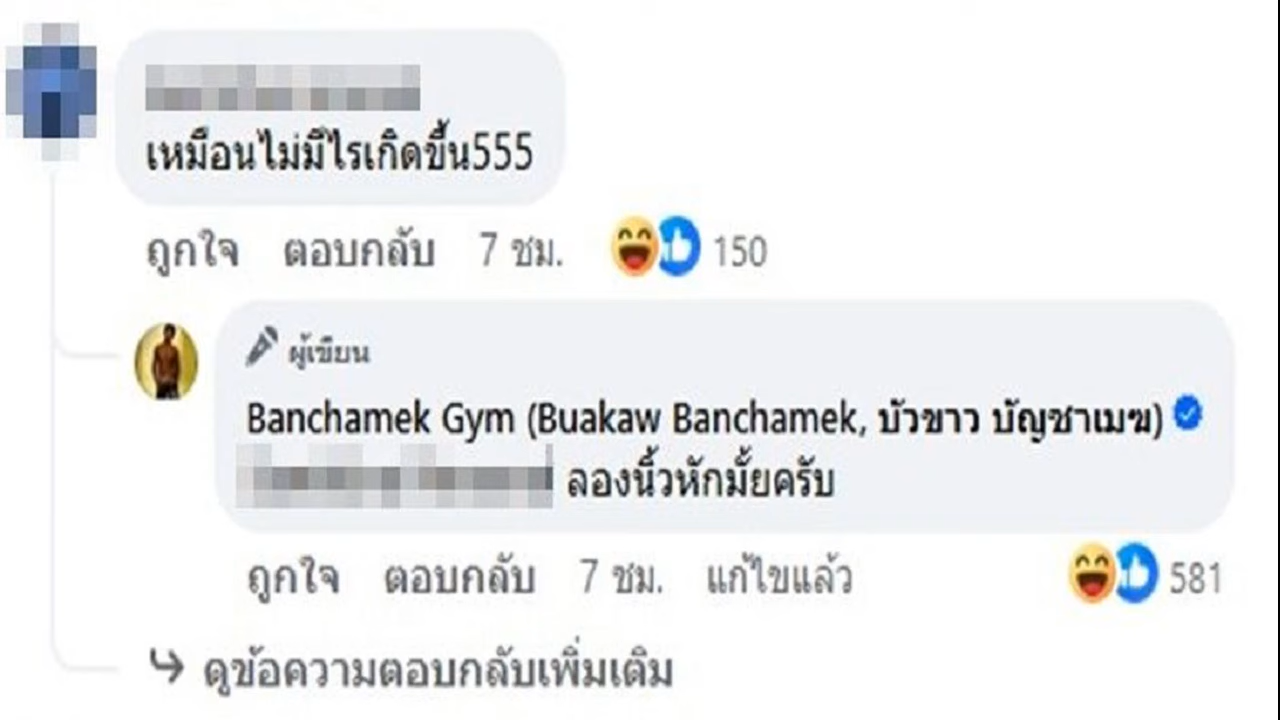 เหมือนไม่มีไรเกิดขึ้น555
ถูกใจ ตอบกลับ 7 ชม. 150
ผู้เขียน
Banchamek Gym (Buakaw Banchamek, บัวขาว บัญชาเมฆ)
ลองนิ้วหักมั้ยครับ
ถูกใจ ตอบกลับ 7 ชม. แก้ไขแล้ว 581
ดูข้อความตอบกลับเพิ่มเติม